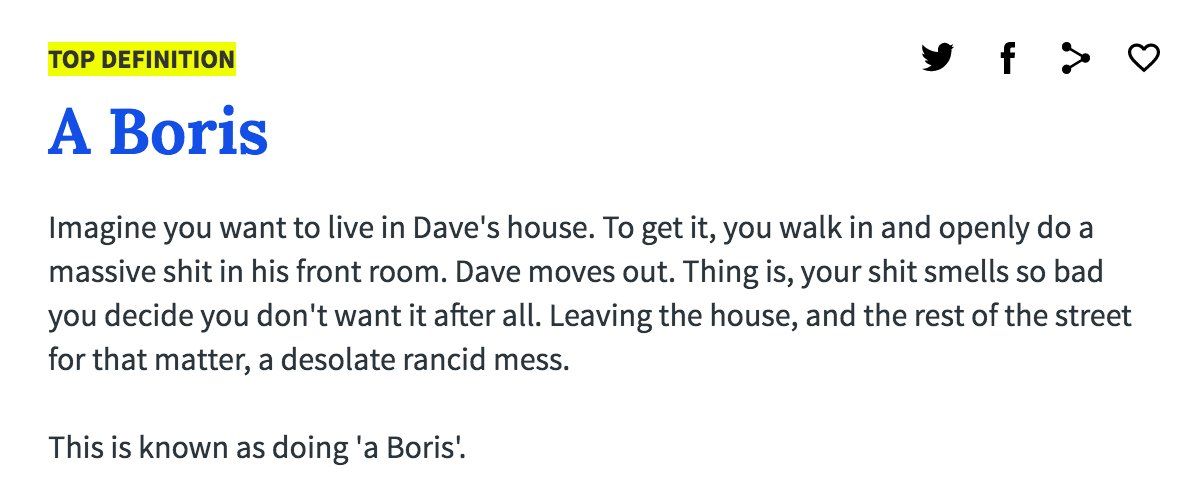 TOP DEFINITION
A Boris
Imagine you want to live in Dave's house. To get it, you walk in and openly do a
massive shit in his front room. Dave moves out. Thing is, your shit smells so bad
you decide you don't want it after all. Leaving the house, and the rest of the street
for that matter, a desolate rancid mess.
This is known as doing 'a Boris'.